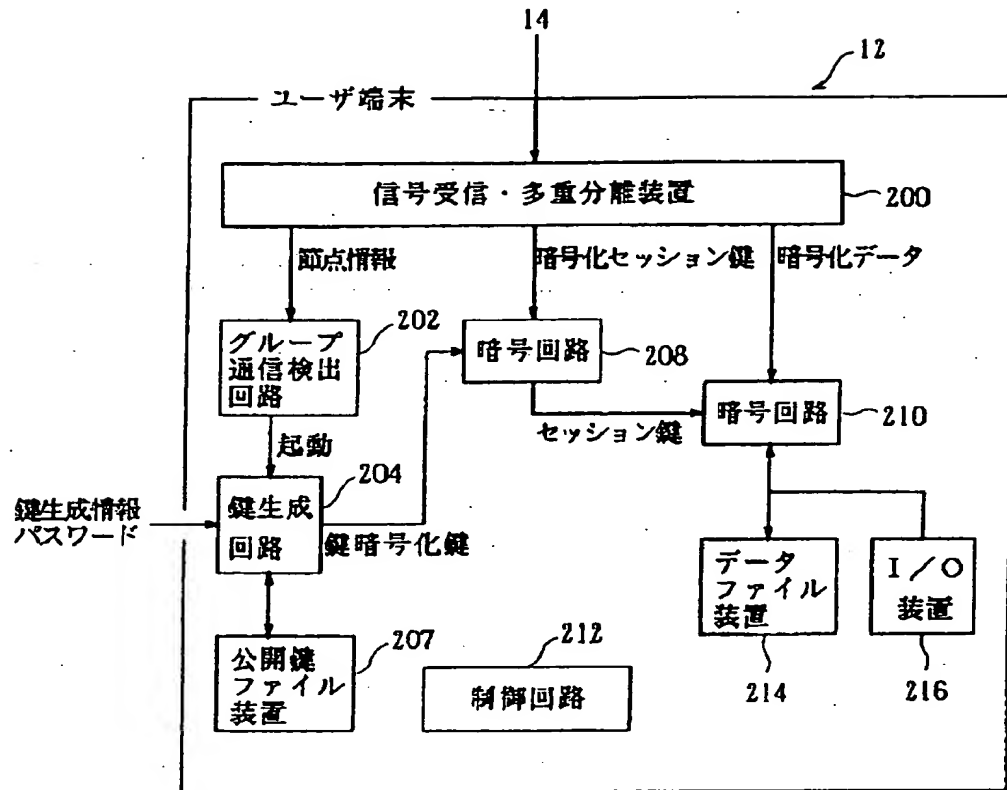 14
12
ユーザ端末
信号受信・多重分離装置
200
節点情報
暗号化セッション鍵
暗号化データ
グループ
通信検出
回路
202
暗号回路
208
暗号回路
210
セッション鍵
起動
204
鍵生成情報
パスワード
鍵生成
回路
鍵暗号化鍵
データ
ファイル
装置
I/O
装置
214
216
公開鍵
ファイル
装置
207
212
制御回路